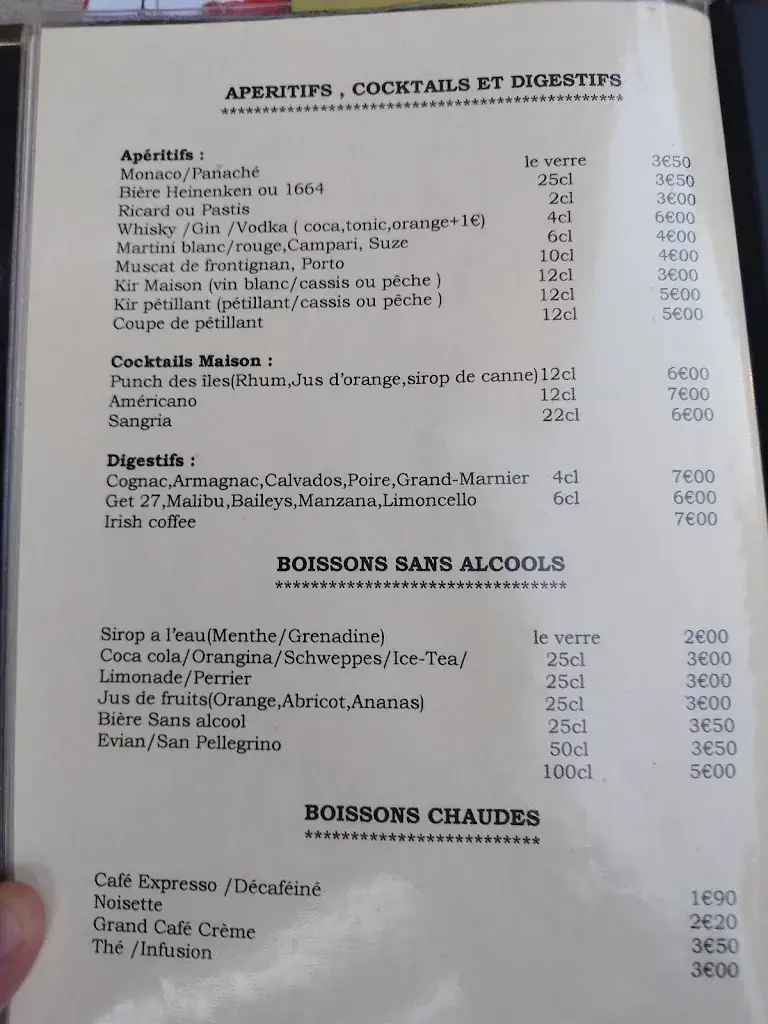 APERITIFS , COCKTAILS ET DIGESTIFS
*************************************************
Apéritifs :
Monaco/Panaché le verre 3€50
Bière Heinenken ou 1664 25cl 3€50
Ricard ou Pastis 2cl 3€00
Whisky /Gin /Vodka ( coca,tonic,orange+1€) 4cl 6€00
Martini blanc/rouge,Campari, Suze 6cl 4€00
Muscat de frontignan, Porto 10cl 4€00
Kir Maison (vin blanc/cassis ou pêche ) 12cl 3€00
Kir pétillant (pétillant/cassis ou pêche ) 12cl 5€00
Coupe de pétillant 12cl 5€00
Cocktails Maison :
Punch des îles(Rhum,Jus d'orange,sirop de canne) 12cl 6€00
Américano 12cl 7€00
Sangria 22cl 6€00
Digestifs :
Cognac,Armagnac,Calvados,Poire,Grand-Marnier 4cl 7€00
Get 27,Malibu,Baileys,Manzana,Limoncello 6cl 6€00
Irish coffee 7€00
BOISSONS SANS ALCOOLS
*********************************
Sirop a l'eau(Menthe/Grenadine) le verre 2€00
Coca cola/Orangina/Schweppes/Ice-Tea/ 25cl 3€00
Limonade/Perrier 25cl 3€00
Jus de fruits(Orange,Abricot,Ananas) 25cl 3€00
Bière Sans alcool 25cl 3€50
Evian/San Pellegrino 50cl 3€50
100cl 5€00
BOISSONS CHAUDES
*************************
Café Expresso /Décaféiné 1€90
Noisette 2€20
Grand Café Crème 3€50
Thé /Infusion 3€00